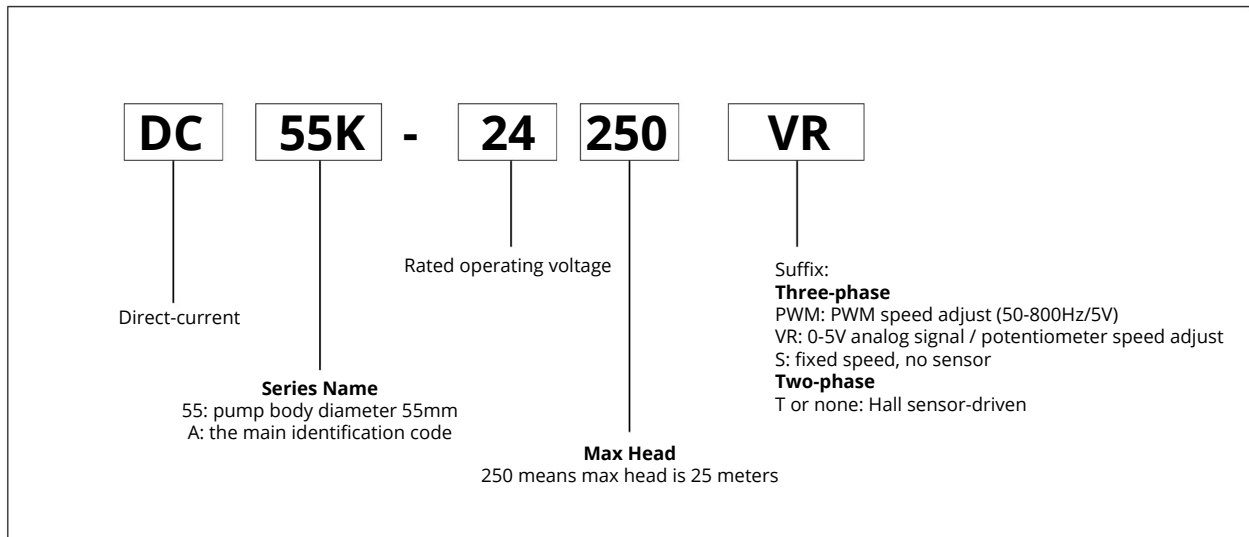 DC 55K - 24 250 VR
Direct-current
Series Name
55: pump body diameter 55mm
A: the main identification code
Rated operating voltage
Max Head
250 means max head is 25 meters
Suffix:
Three-phase
PWM: PWM speed adjust (50-800Hz/5V)
VR: 0-5V analog signal / potentiometer speed adjust
S: fixed speed, no sensor
Two-phase
T or none: Hall sensor-driven